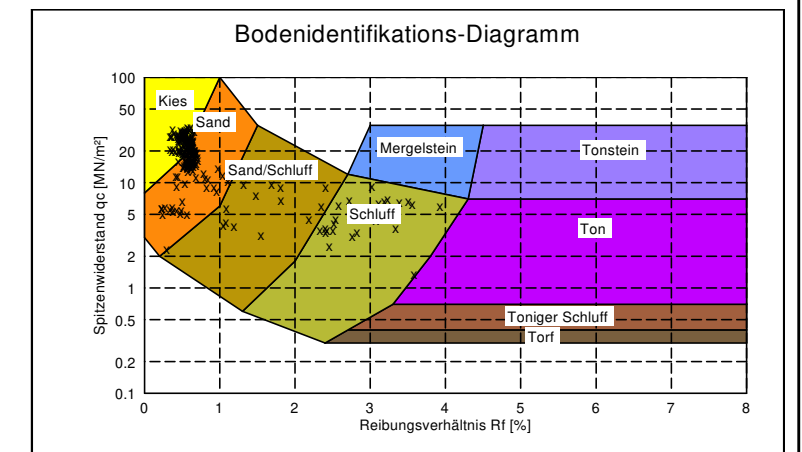 Bodenidentifikations-Diagramm
Spitzenwiderstand qc [MN/m²]
100
50
20
10
5
2
1
0.5
0.2
0.1
Kies
Sand
Sand/Schluff
Mergelstein
Tonstein
Schluff
Ton
Toniger Schluff
Torf
0 1 2 3 4 5 6 7 8
Reibungsverhältnis Rf [%]